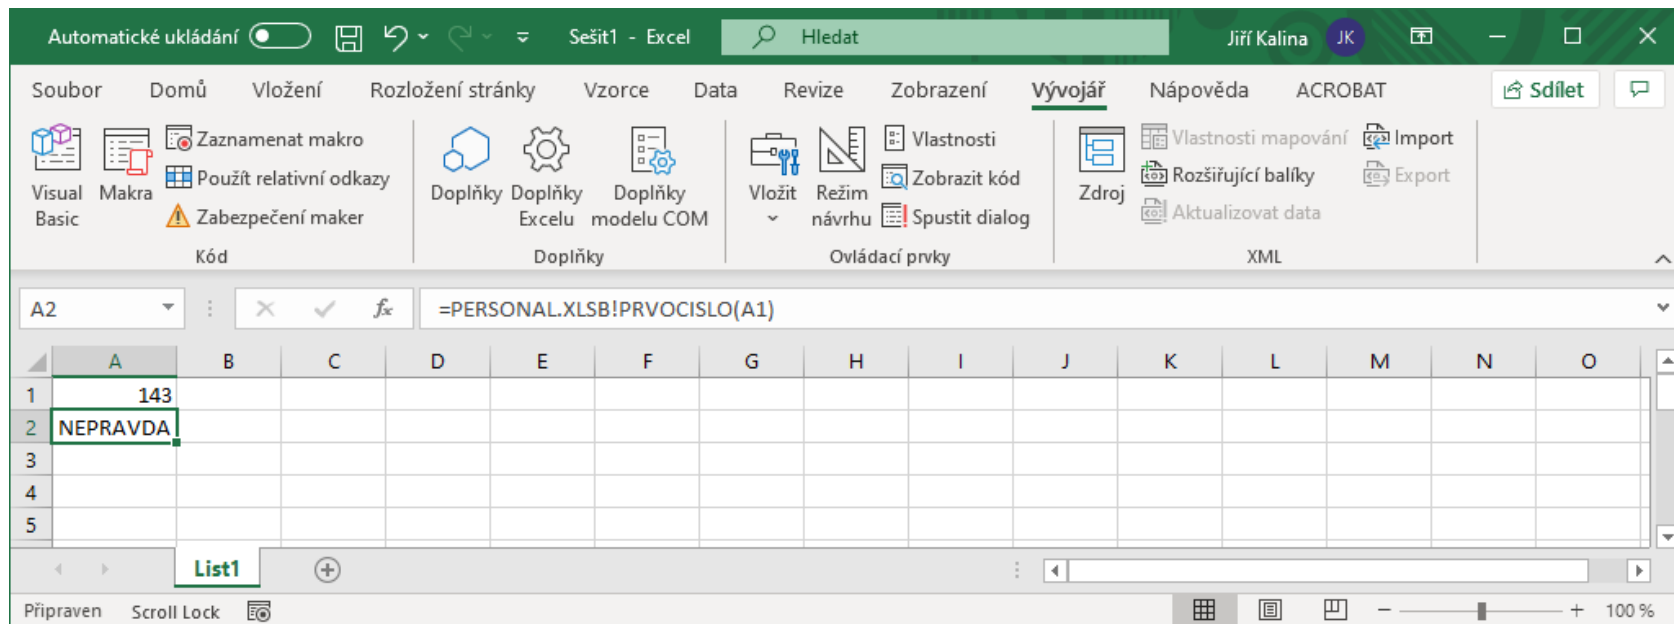 Automatické ukládání Sešit1 - Excel Hledat Jiří Kalina JK
Soubor Domů Vložení Rozložení stránky Vzorce Data Revize Zobrazení Vývojář Nápověda ACROBAT Sdílet
Visual Basic
Makra
Zaznamenat makro
Použít relativní odkazy
Zabezpečení maker
Kód
Doplňky
Doplňky Excelu
Doplňky modelu COM
Doplňky
Vložit
Režim návrhu
Vlastnosti
Zobrazit kód
Spustit dialog
Ovládací prvky
Zdroj
Vlastnosti mapování
Rozšiřující balíky
Aktualizovat data
Import
Export
XML
A2 fx =PERSONAL.XLSB!PRVOCISLO(A1)
A B C D E F G H I J K L M N O
1 143
2 NEPRAVDA
3
4
5
List1
Připraven Scroll Lock 100 %